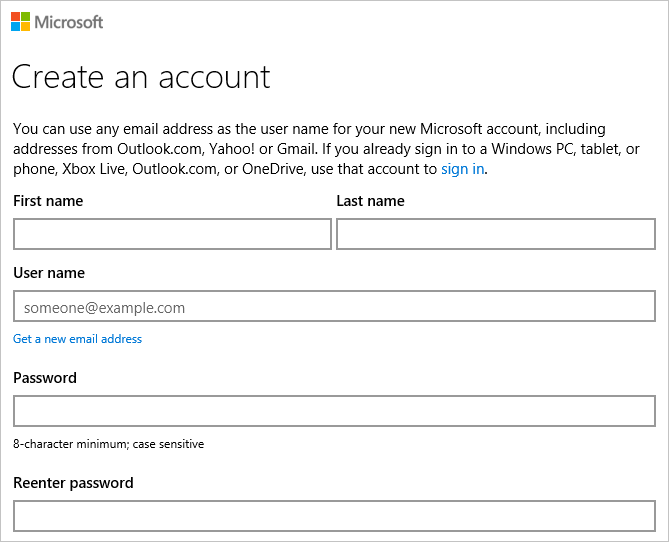 Microsoft
Create an account
You can use any email address as the user name for your new Microsoft account, including
addresses from Outlook.com, Yahoo! or Gmail. If you already sign in to a Windows PC, tablet, or
phone, Xbox Live, Outlook.com, or OneDrive, use that account to sign in.
First name Last name
User name
someone@example.com
Get a new email address
Password
8-character minimum; case sensitive
Reenter password